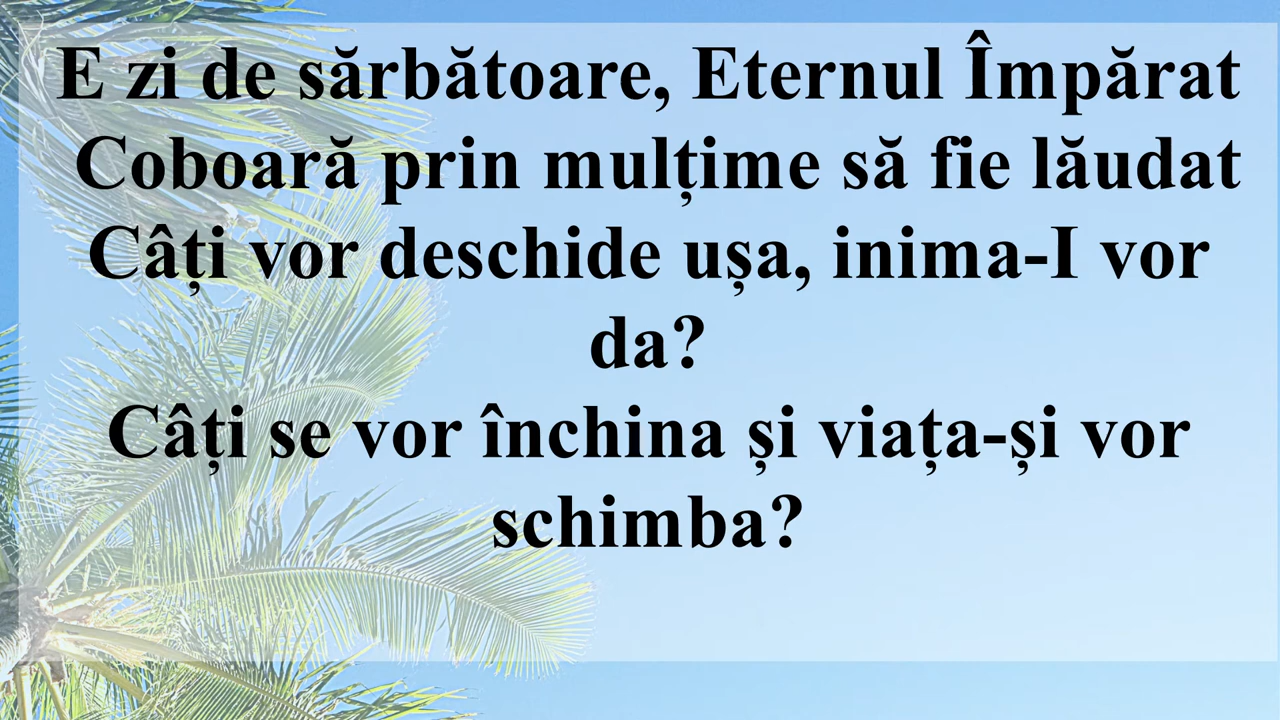 E zi de sărbătoare, Eternul Împărat
Coboară prin mulțime să fie lăudat
Câți vor deschide ușa, inima-I vor
da?
Câți se vor închina și viața-și vor
schimba?